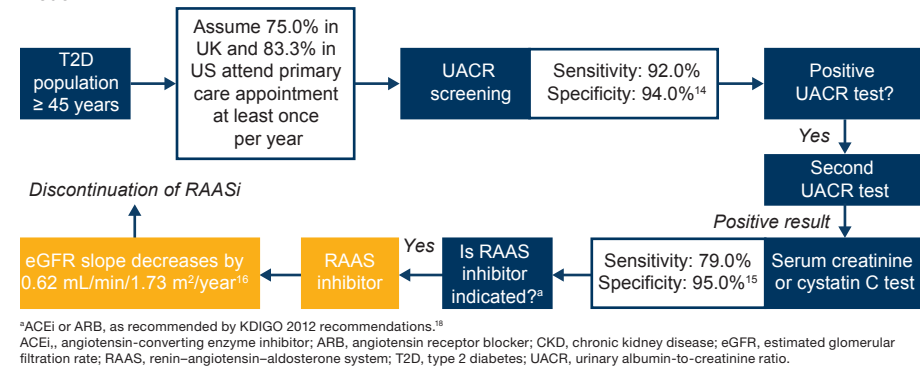 T2D
population
≥ 45 years
Assume 75.0% in
UK and 83.3% in
US attend primary
care appointment
at least once
per year
UACR
screening
Sensitivity: 92.0%
Specificity: 94.0%14
Positive
UACR test?
Yes
Second
UACR test
Positive result
Serum creatinine
or cystatin C test
Sensitivity: 79.0%
Specificity: 95.0%15
Is RAAS
inhibitor
indicated?a
Yes
RAAS
inhibitor
eGFR slope decreases by
0.62 mL/min/1.73 m2/year16
Discontinuation of RAASi
aACEi or ARB, as recommended by KDIGO 2012 recommendations.18
ACEi,, angiotensin-converting enzyme inhibitor; ARB, angiotensin receptor blocker; CKD, chronic kidney disease; eGFR, estimated glomerular
filtration rate; RAAS, renin–angiotensin–aldosterone system; T2D, type 2 diabetes; UACR, urinary albumin-to-creatinine ratio.